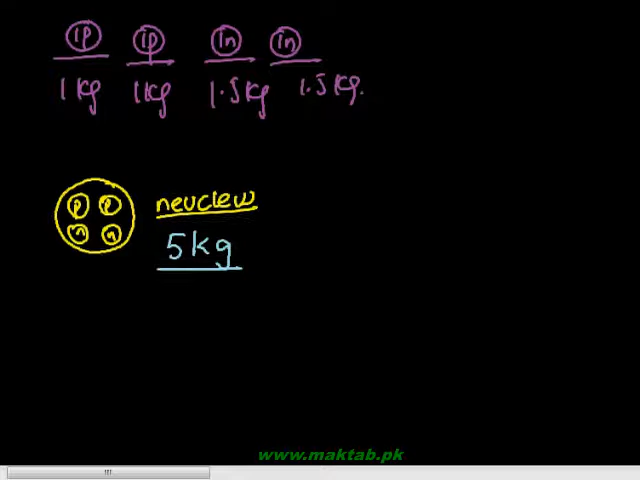 1p 1p 1n 1n
1kg 1kg 1.5kg 1.5kg.
p p
n n
neuclew
5kg
www.maktab.pk